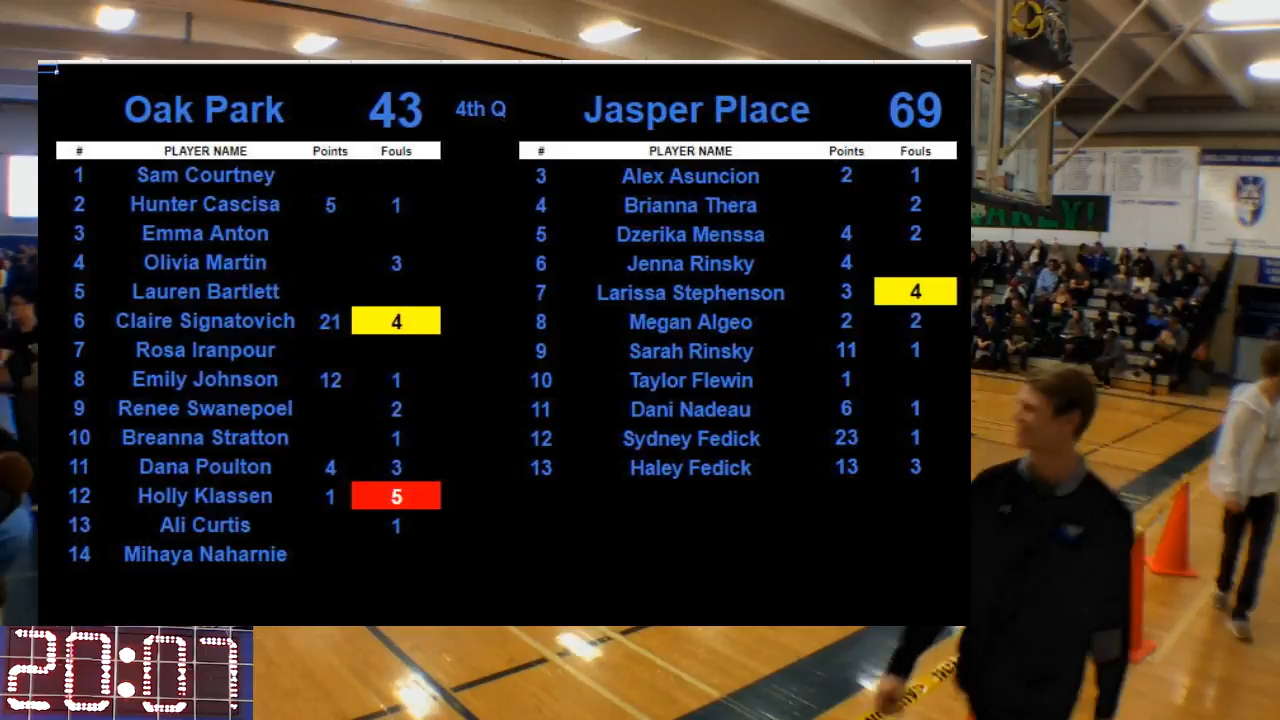 Oak Park 43 4th Q Jasper Place 69
# PLAYER NAME Points Fouls # PLAYER NAME Points Fouls
1 Sam Courtney 3 Alex Asuncion 2 1
2 Hunter Cascisa 5 1 4 Brianna Thera 2
3 Emma Anton 5 Dzerika Menssa 4 2
4 Olivia Martin 3 6 Jenna Rinsky 4
5 Lauren Bartlett 7 Larissa Stephenson 3 4
6 Claire Signatovich 21 4 8 Megan Algeo 2 2
7 Rosa Iranpour 9 Sarah Rinsky 11 1
8 Emily Johnson 12 1 10 Taylor Flewin 1
9 Renee Swanepoel 2 11 Dani Nadeau 6 1
10 Breanna Stratton 1 12 Sydney Fedick 23 1
11 Dana Poulton 4 3 13 Haley Fedick 13 3
12 Holly Klassen 1 5
13 Ali Curtis 1
14 Mihaya Naharnie
20:07